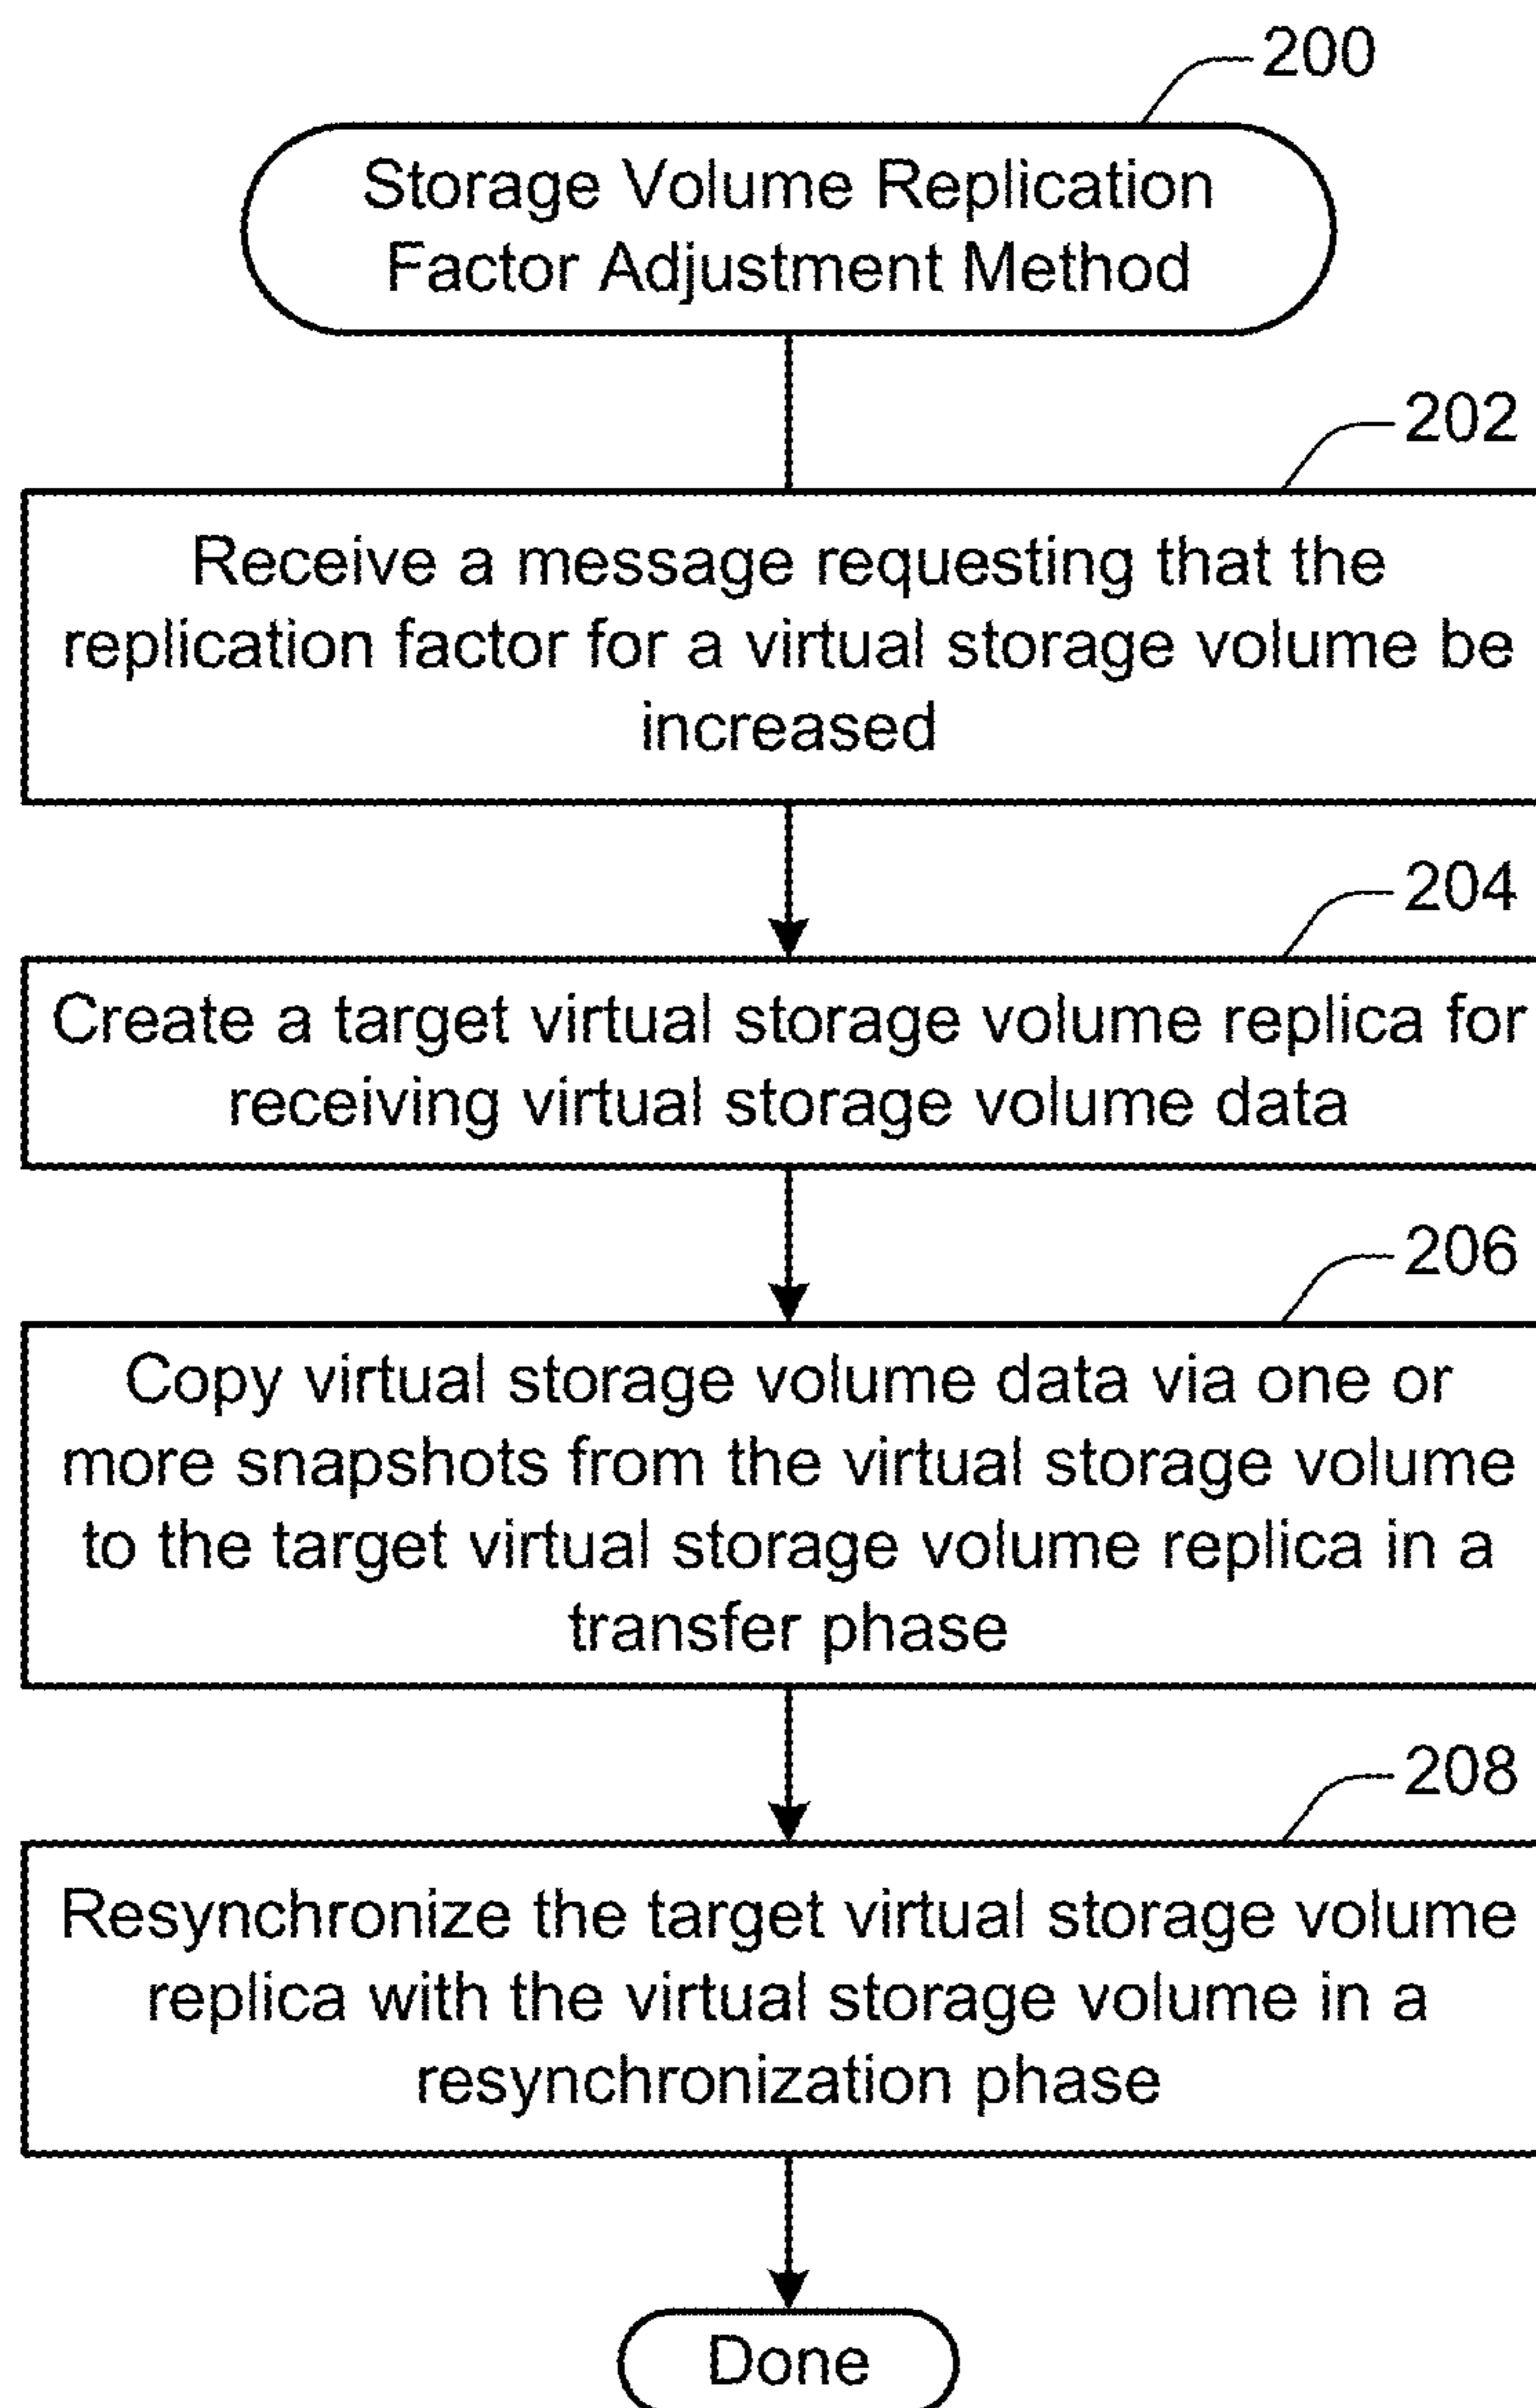 200
Storage Volume Replication
Factor Adjustment Method
202
Receive a message requesting that the
replication factor for a virtual storage volume be
increased
204
Create a target virtual storage volume replica for
receiving virtual storage volume data
206
Copy virtual storage volume data via one or
more snapshots from the virtual storage volume
to the target virtual storage volume replica in a
transfer phase
208
Resynchronize the target virtual storage volume
replica with the virtual storage volume in a
resynchronization phase
Done